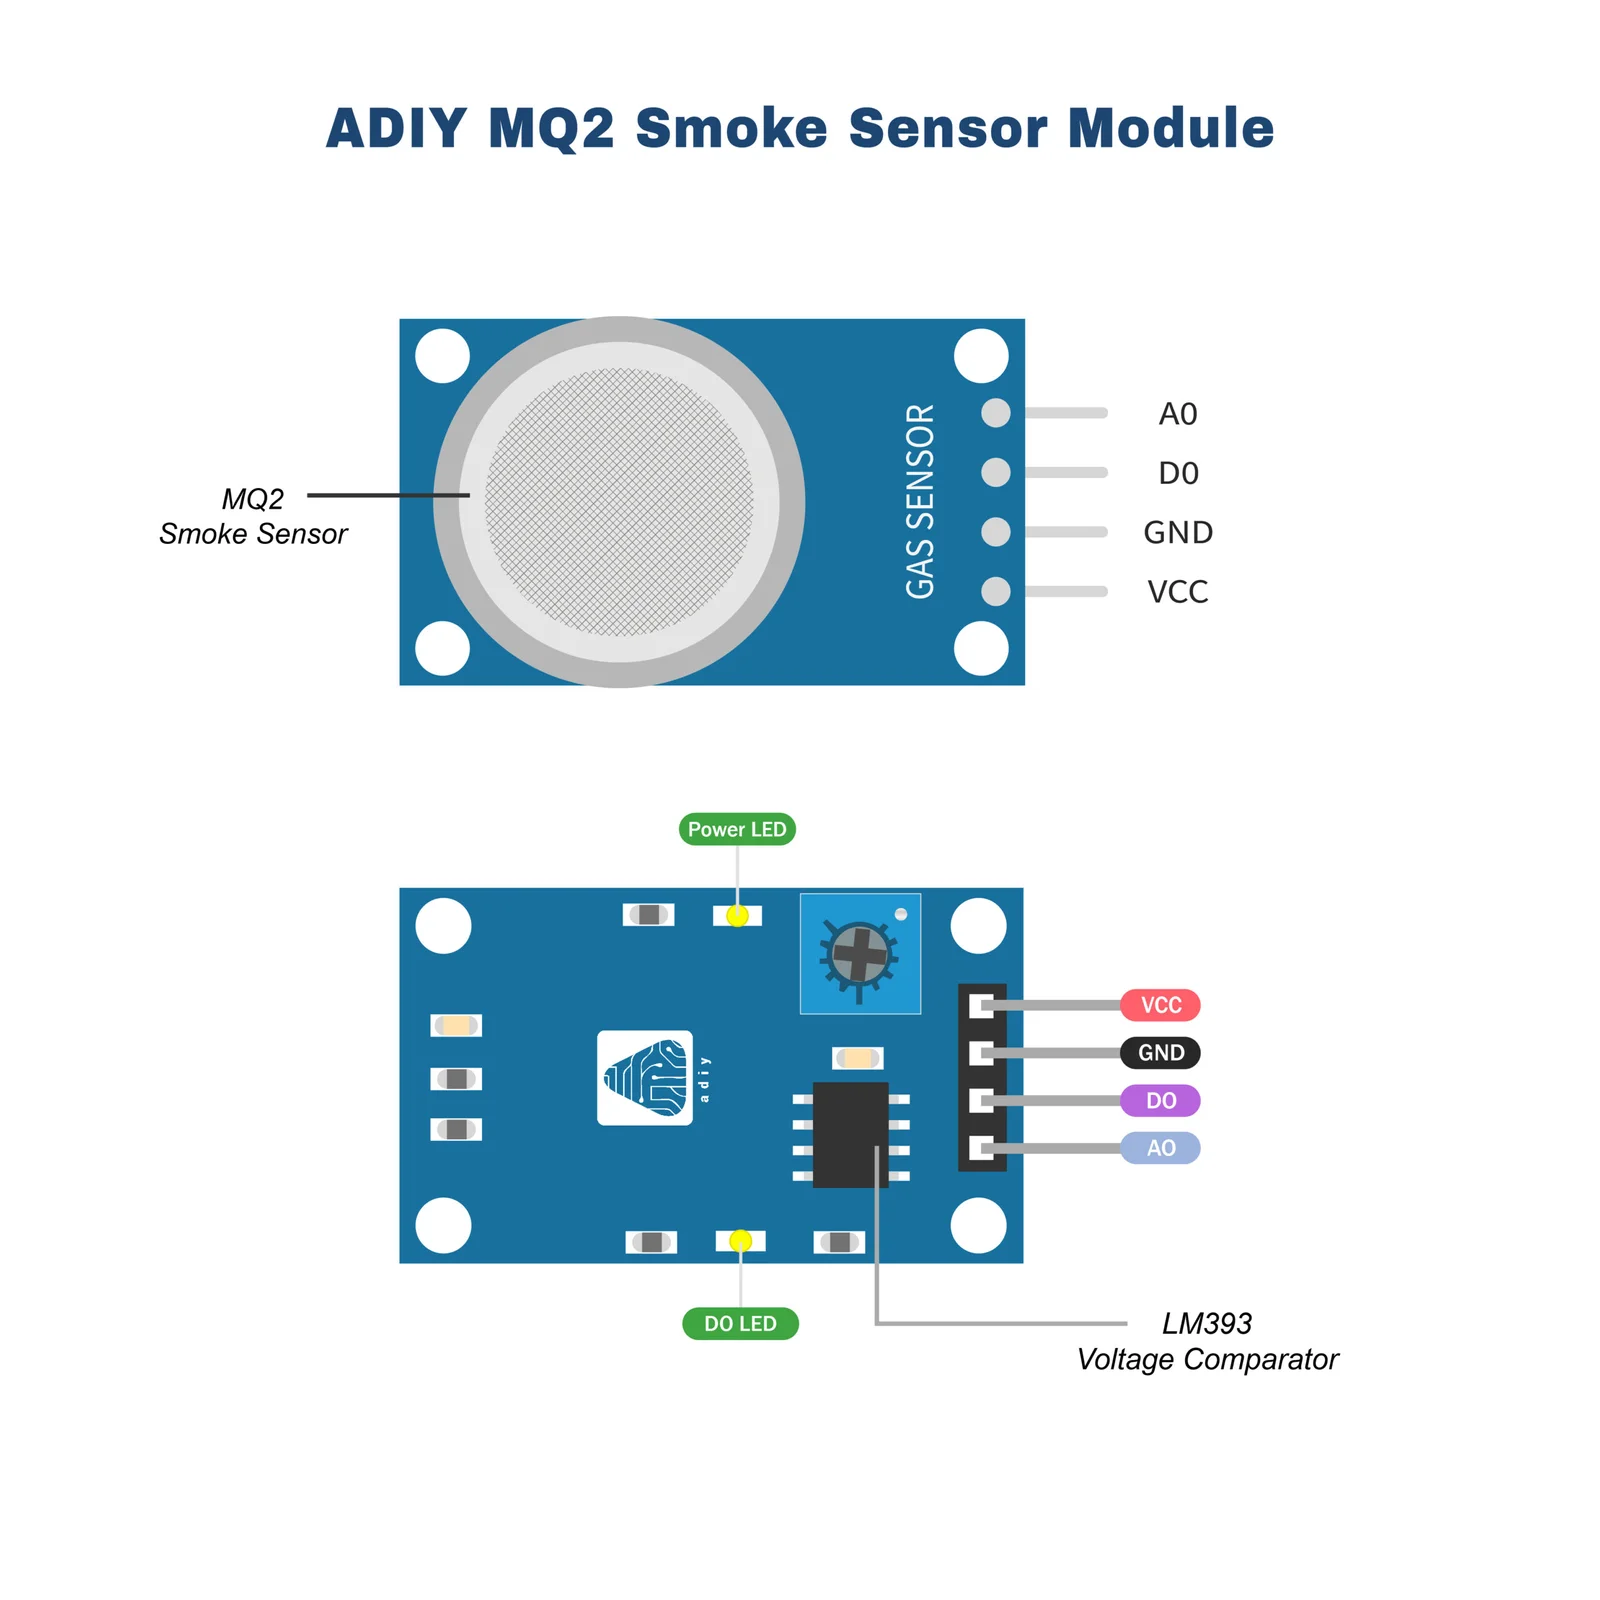 ADIY MQ2 Smoke Sensor Module
A0
D0
GND
VCC
GAS SENSOR
MQ2
Smoke Sensor
Power LED
VCC
GND
DO
AO
adiy
DO LED
LM393
Voltage Comparator